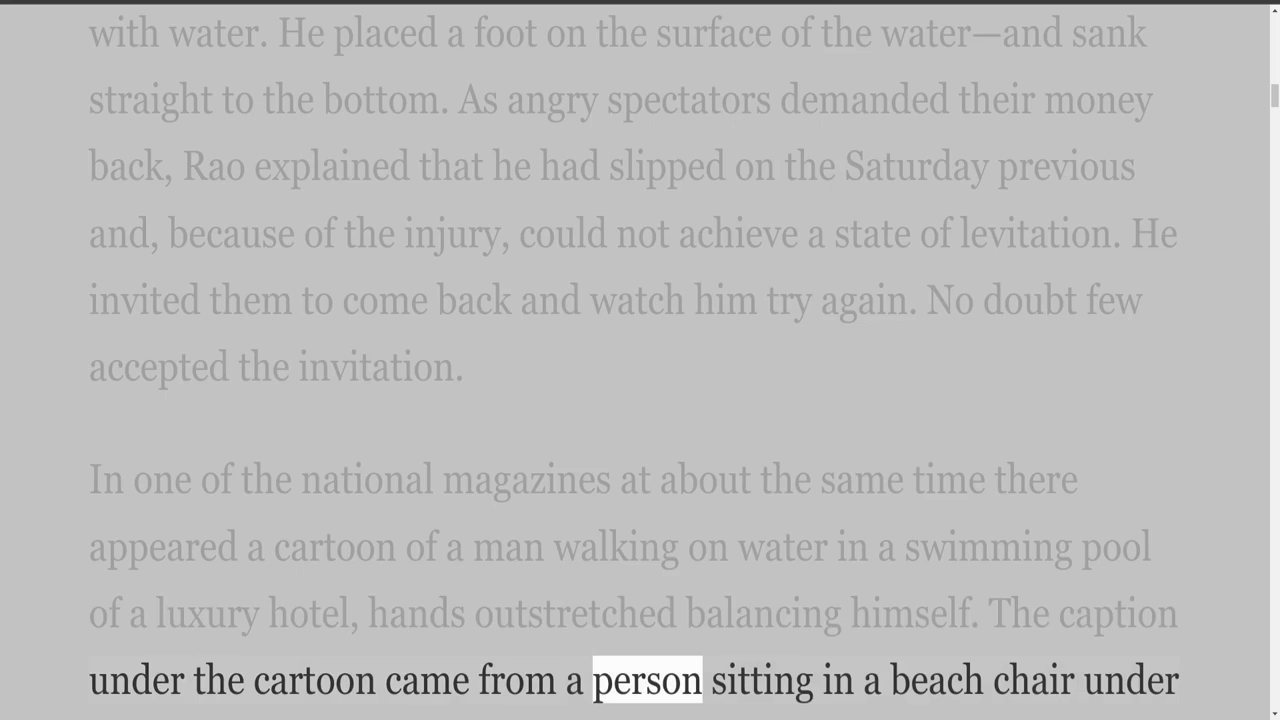 with water. He placed a foot on the surface of the water—and sank
straight to the bottom. As angry spectators demanded their money
back, Rao explained that he had slipped on the Saturday previous
and, because of the injury, could not achieve a state of levitation. He
invited them to come back and watch him try again. No doubt few
accepted the invitation.
In one of the national magazines at about the same time there
appeared a cartoon of a man walking on water in a swimming pool
of a luxury hotel, hands outstretched balancing himself. The caption
under the cartoon came from a person sitting in a beach chair under